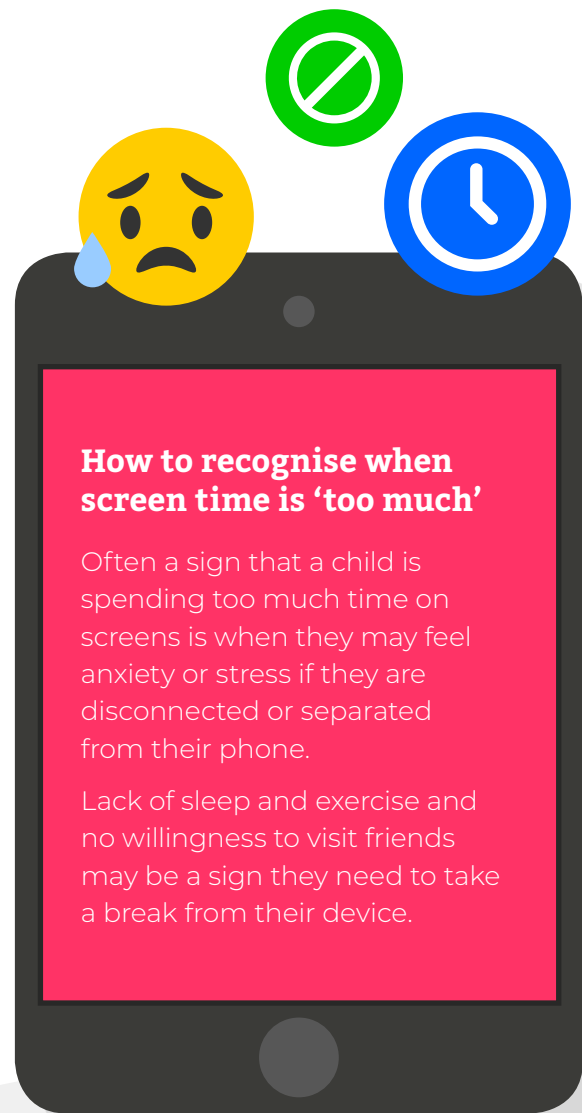 How to recognise when
screen time is ‘too much’
Often a sign that a child is
spending too much time on
screens is when they may feel
anxiety or stress if they are
disconnected or separated
from their phone.
Lack of sleep and exercise and
no willingness to visit friends
may be a sign they need to take
a break from their device.